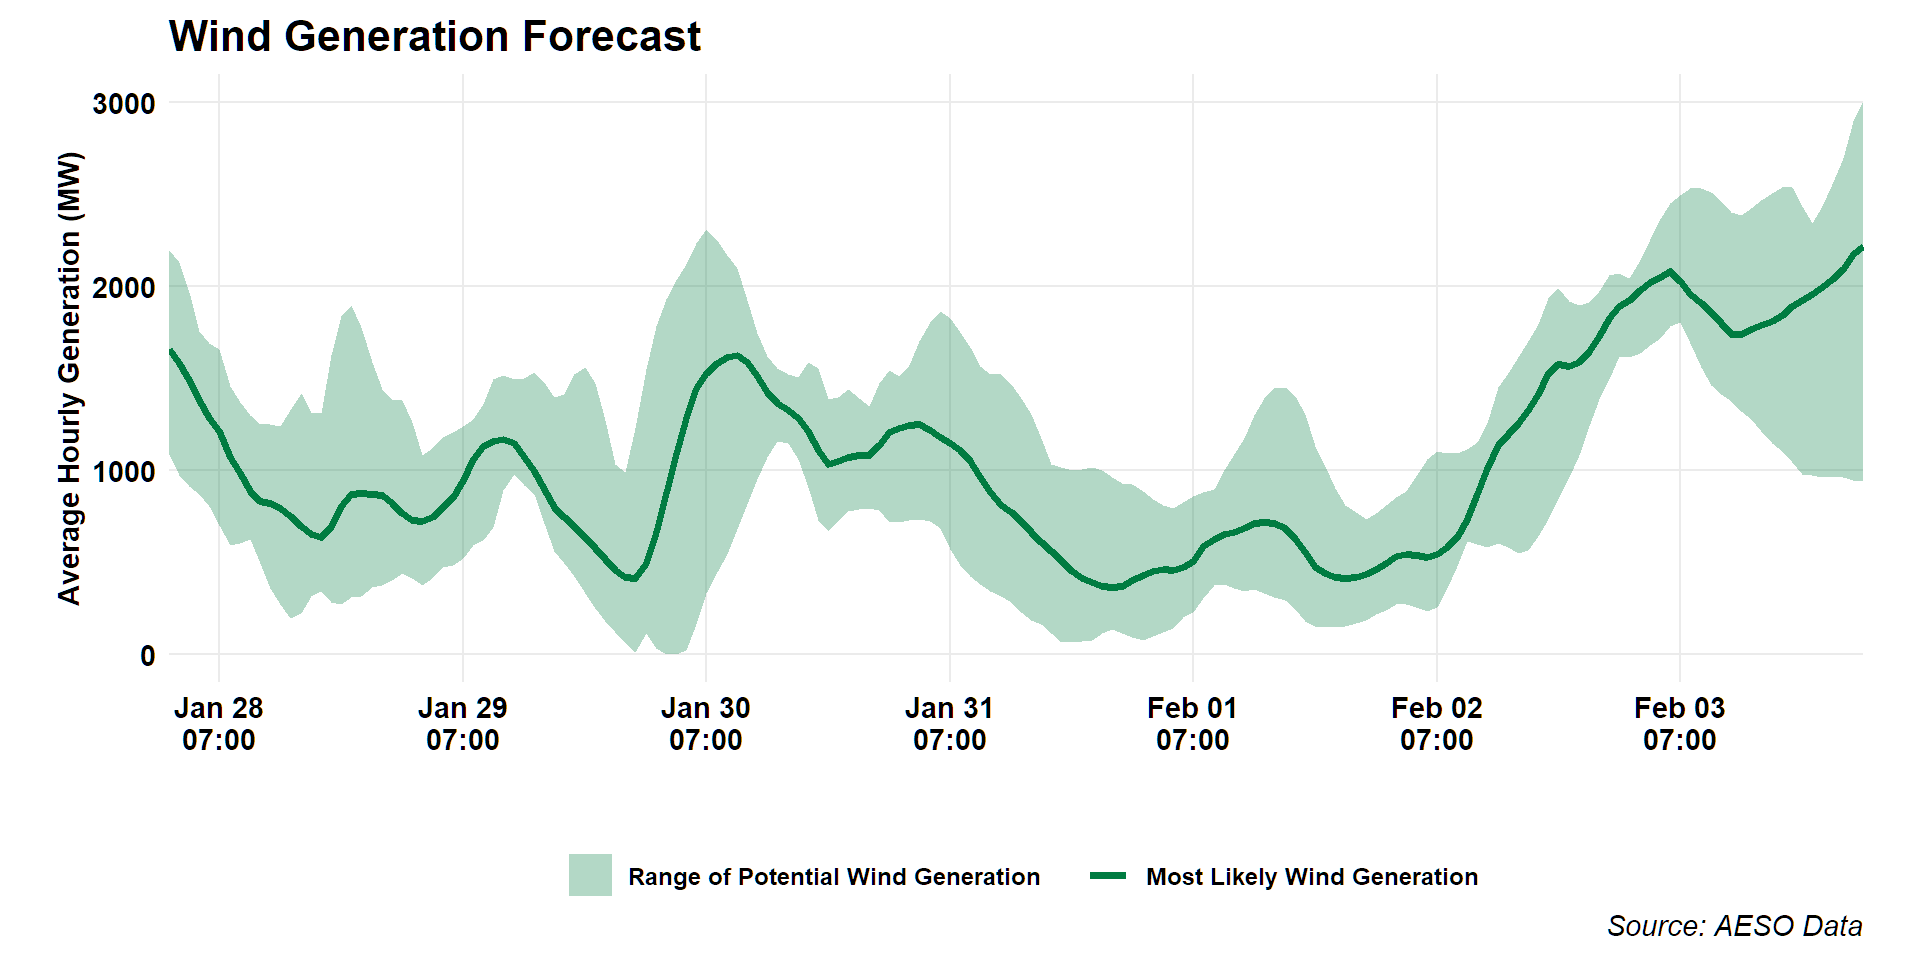 Wind Generation Forecast
Average Hourly Generation (MW)
3000
2000
1000
0
Jan 28
07:00
Jan 29
07:00
Jan 30
07:00
Jan 31
07:00
Feb 01
07:00
Feb 02
07:00
Feb 03
07:00
Range of Potential Wind Generation
Most Likely Wind Generation
Source: AESO Data